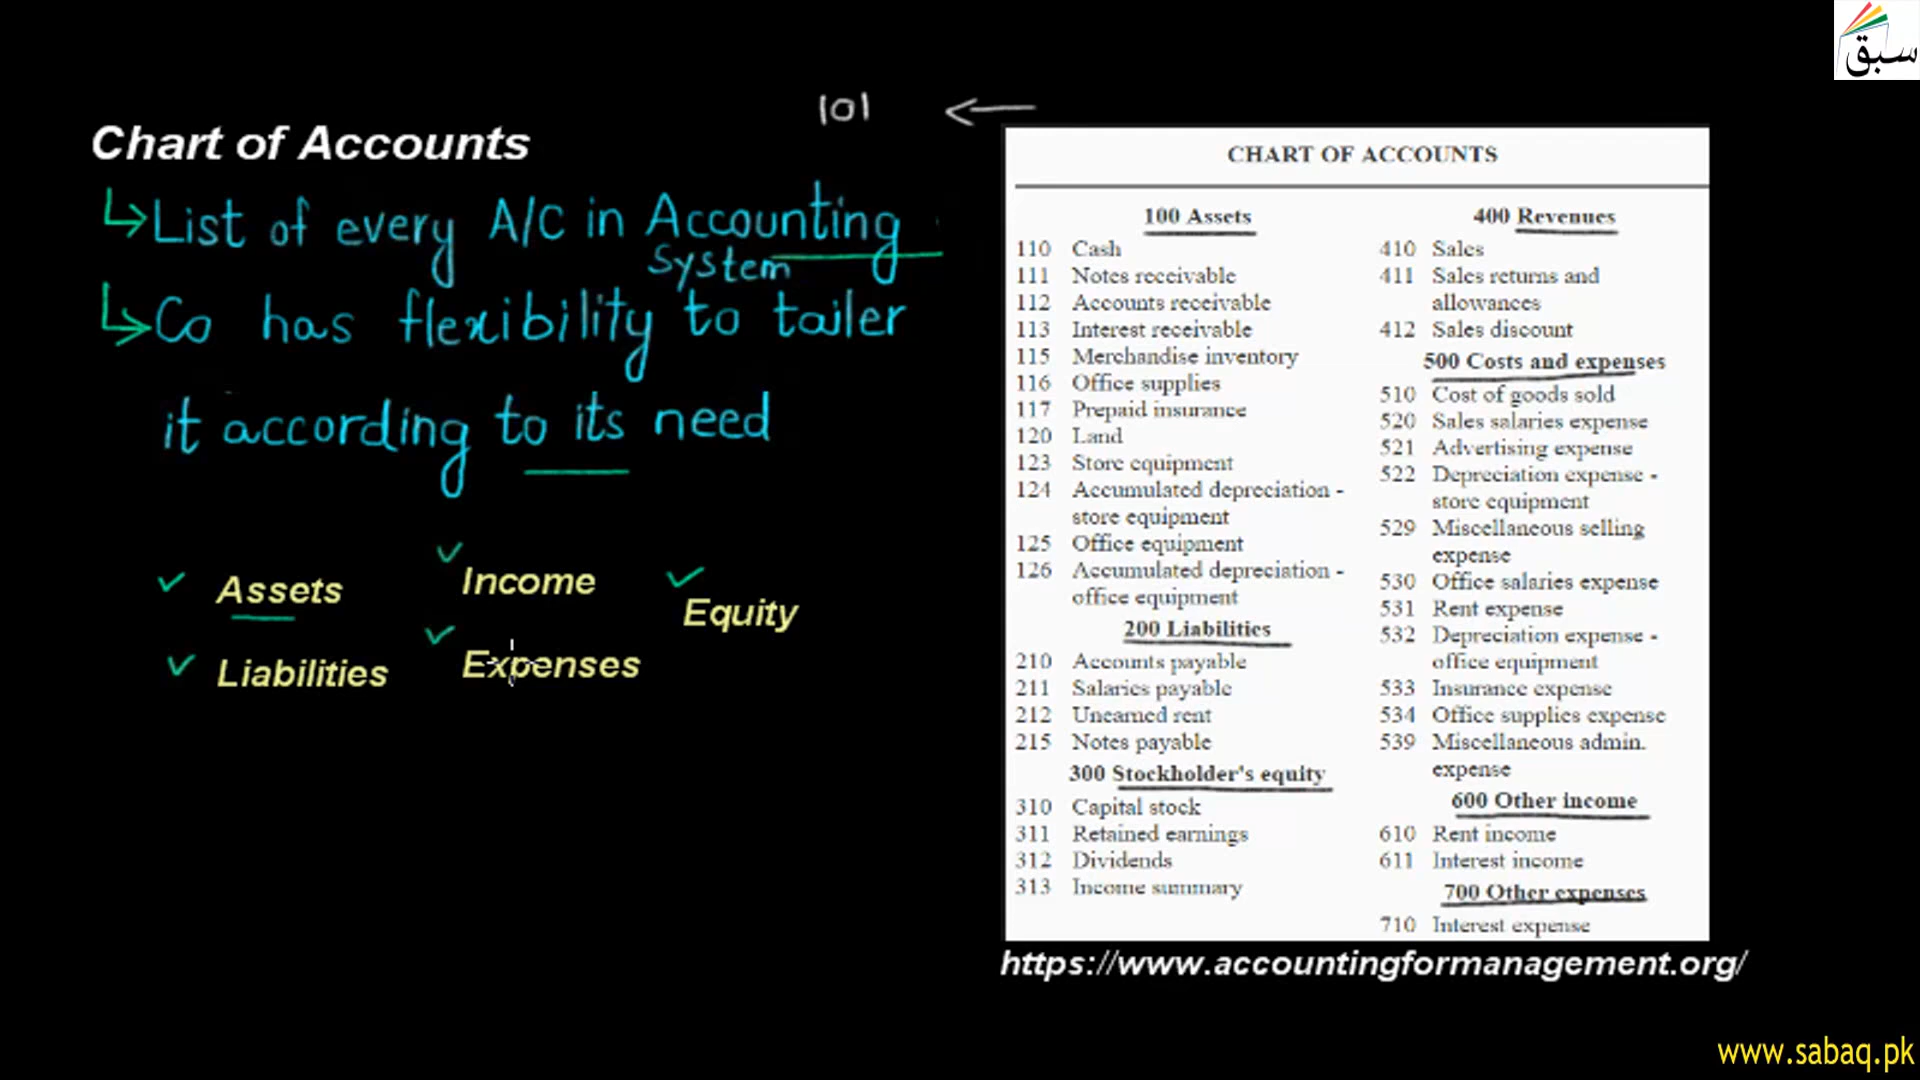 سبق
101
Chart of Accounts
List of every A/C in Accounting
System
Co has flexibility to tailer
it according to its need
Assets
Income
Equity
Liabilities
Expenses
CHART OF ACCOUNTS
100 Assets
110 Cash
111 Notes receivable
112 Accounts receivable
113 Interest receivable
115 Merchandise inventory
116 Office supplies
117 Prepaid insurance
120 Land
123 Store equipment
124 Accumulated depreciation -
store equipment
125 Office equipment
126 Accumulated depreciation -
office equipment
200 Liabilities
210 Accounts payable
211 Salaries payable
212 Unearned rent
215 Notes payable
300 Stockholder's equity
310 Capital stock
311 Retained earnings
312 Dividends
313 Income summary
400 Revenues
410 Sales
411 Sales returns and
allowances
412 Sales discount
500 Costs and expenses
510 Cost of goods sold
520 Sales salaries expense
521 Advertising expense
522 Depreciation expense -
store equipment
529 Miscellaneous selling
expense
530 Office salaries expense
531 Rent expense
532 Depreciation expense -
office equipment
533 Insurance expense
534 Office supplies expense
539 Miscellaneous admin.
expense
600 Other income
610 Rent income
611 Interest income
700 Other expenses
710 Interest expense
https://www.accountingformanagement.org/
www.sabaq.pk